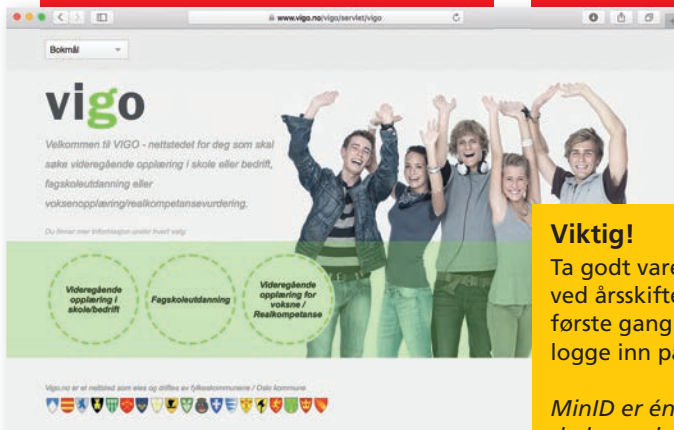 www.vigo.no/vigo/servlet/vigo
Bokmål
vigo
Velkommen til VIGO - nettstedet for deg som skal
søke videregående opplæring i skole eller bedrift,
fagskoleutdanning eller
voksenopplæring/realkompetansevurdering.
Du finner mer informasjon under hvert valg.
Videregående
opplæring i
skole/bedrift
Fagskoleutdanning
Videregående
opplæring for
voksne /
Realkompetanse
Vigo.no er et nettsted som eies og driftes av fylkeskommunene / Oslo kommune
Viktig!
Ta godt vare
ved årsskifte
første gang
logge inn på
MinID er én